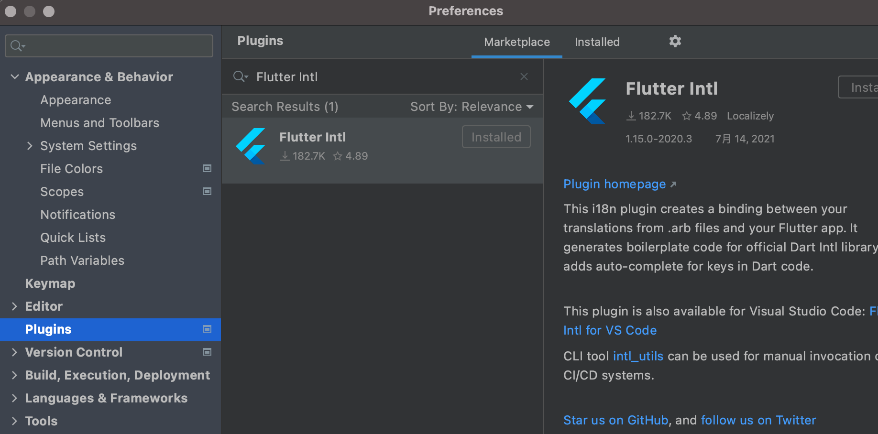 Preferences
Plugins
Marketplace
Installed
Appearance & Behavior
Appearance
Menus and Toolbars
System Settings
File Colors
Scopes
Notifications
Quick Lists
Path Variables
Keymap
Editor
Plugins
Version Control
Build, Execution, Deployment
Languages & Frameworks
Tools
Flutter Intl
Search Results (1)
Sort By: Relevance
Flutter Intl
Installed
182.7K 4.89
Flutter Intl
182.7K 4.89 Localizely
1.15.0-2020.3 7月 14, 2021
Plugin homepage
This i18n plugin creates a binding between your
translations from .arb files and your Flutter app. It
generates boilerplate code for official Dart Intl library
adds auto-complete for keys in Dart code.
This plugin is also available for Visual Studio Code:
Intl for VS Code
CLI tool intl_utils can be used for manual invocation
CI/CD systems.
Star us on GitHub, and follow us on Twitter